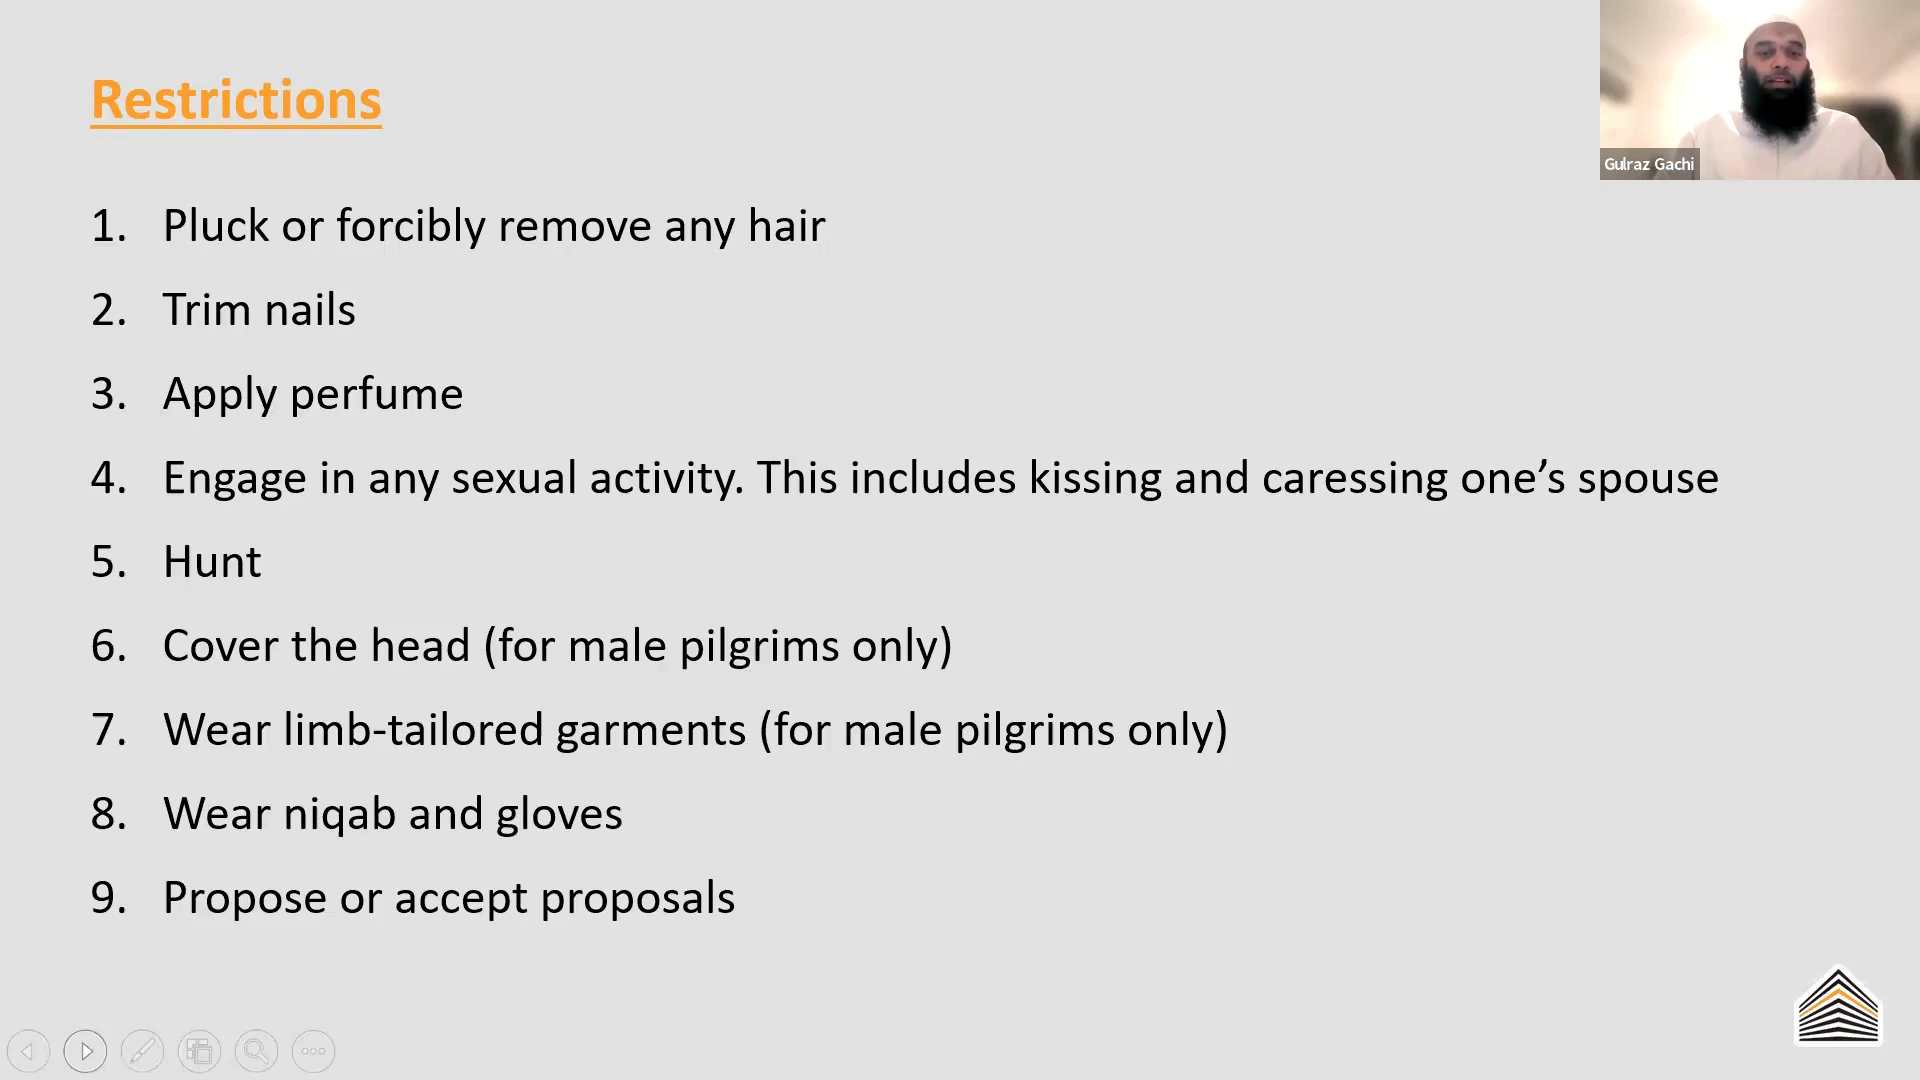 Restrictions
1. Pluck or forcibly remove any hair
2. Trim nails
3. Apply perfume
4. Engage in any sexual activity. This includes kissing and caressing one’s spouse
5. Hunt
6. Cover the head (for male pilgrims only)
7. Wear limb-tailored garments (for male pilgrims only)
8. Wear niqab and gloves
9. Propose or accept proposals
Gulraz Gachi